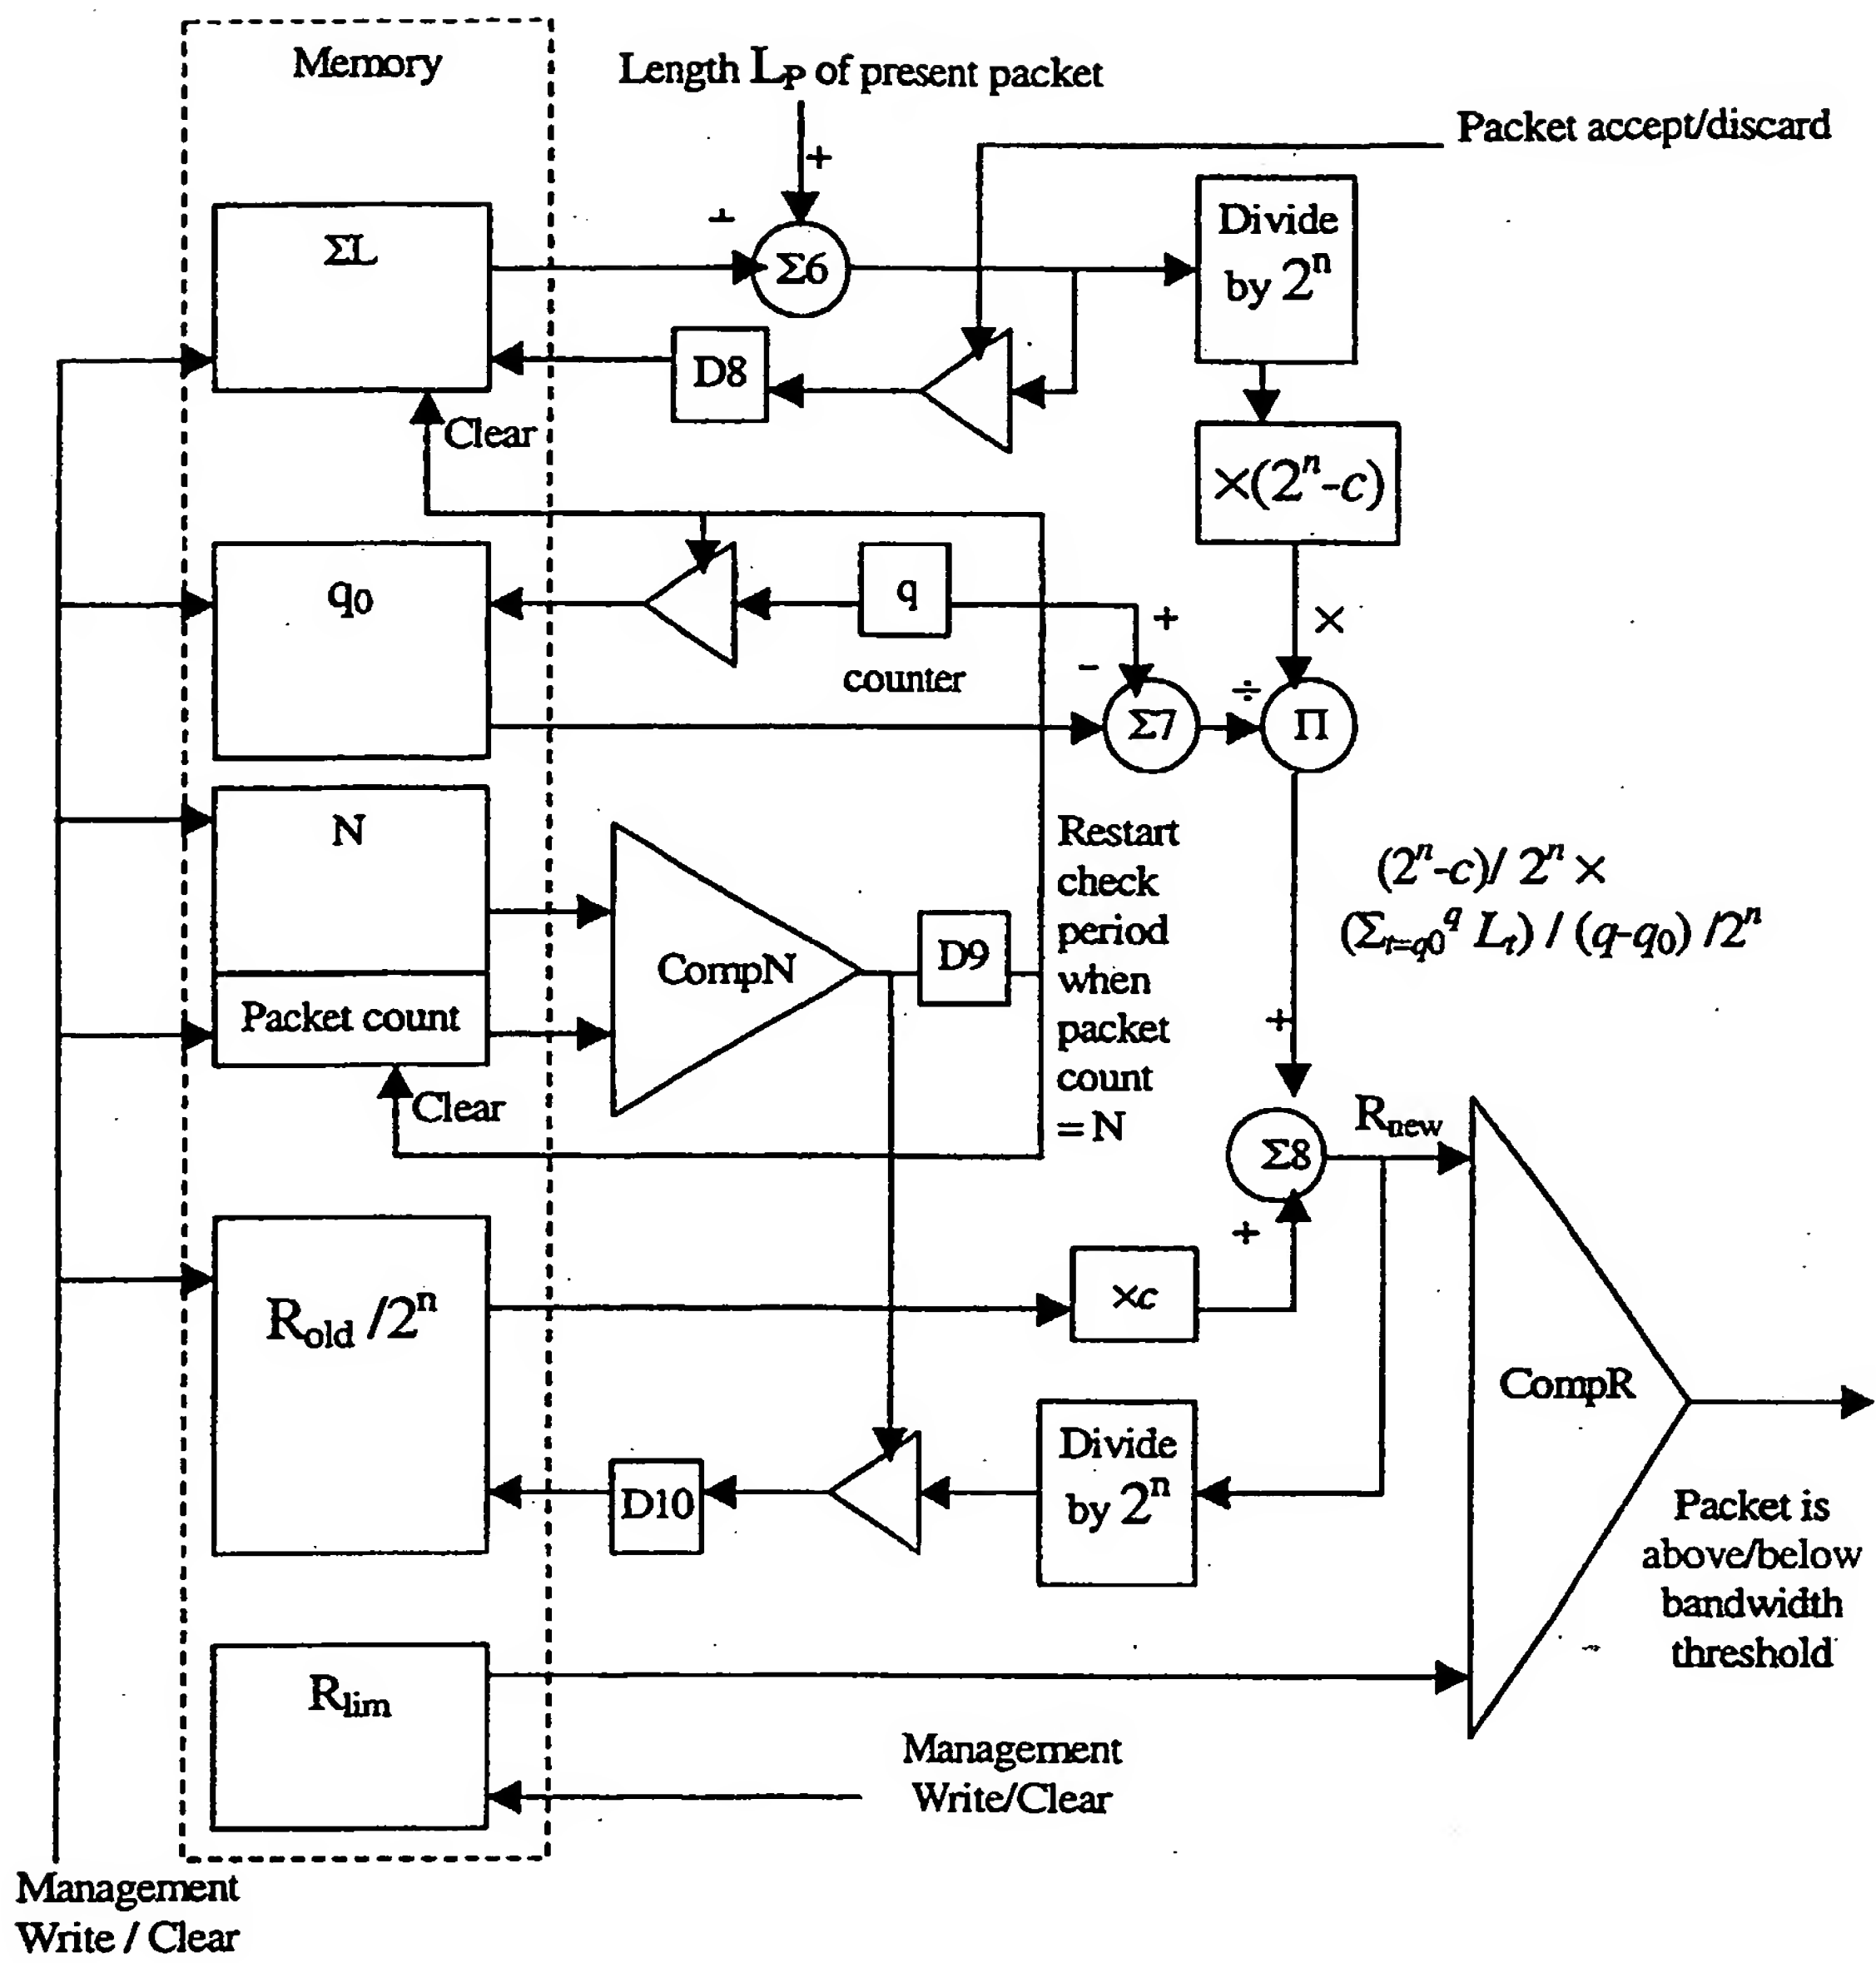 Memory
Length LP of present packet
Packet accept/discard
+
+
ΣL
Σ6
Divide
by 2ⁿ
D8
Clear
×(2ⁿ-c)
q0
q
counter
+
-
×
÷
Σ7
Π
N
Packet count
CompN
D9
Clear
Restart
check
period
when
packet
count
= N
(2ⁿ-c)/ 2ⁿ ×
(Σt=q0^q Lt) / (q-q0) /2ⁿ
+
Σ8
Rnew
+
Rold /2ⁿ
×c
CompR
D10
Divide
by 2ⁿ
Packet is
above/below
bandwidth
threshold
Rlim
Management
Write/Clear
Management
Write / Clear